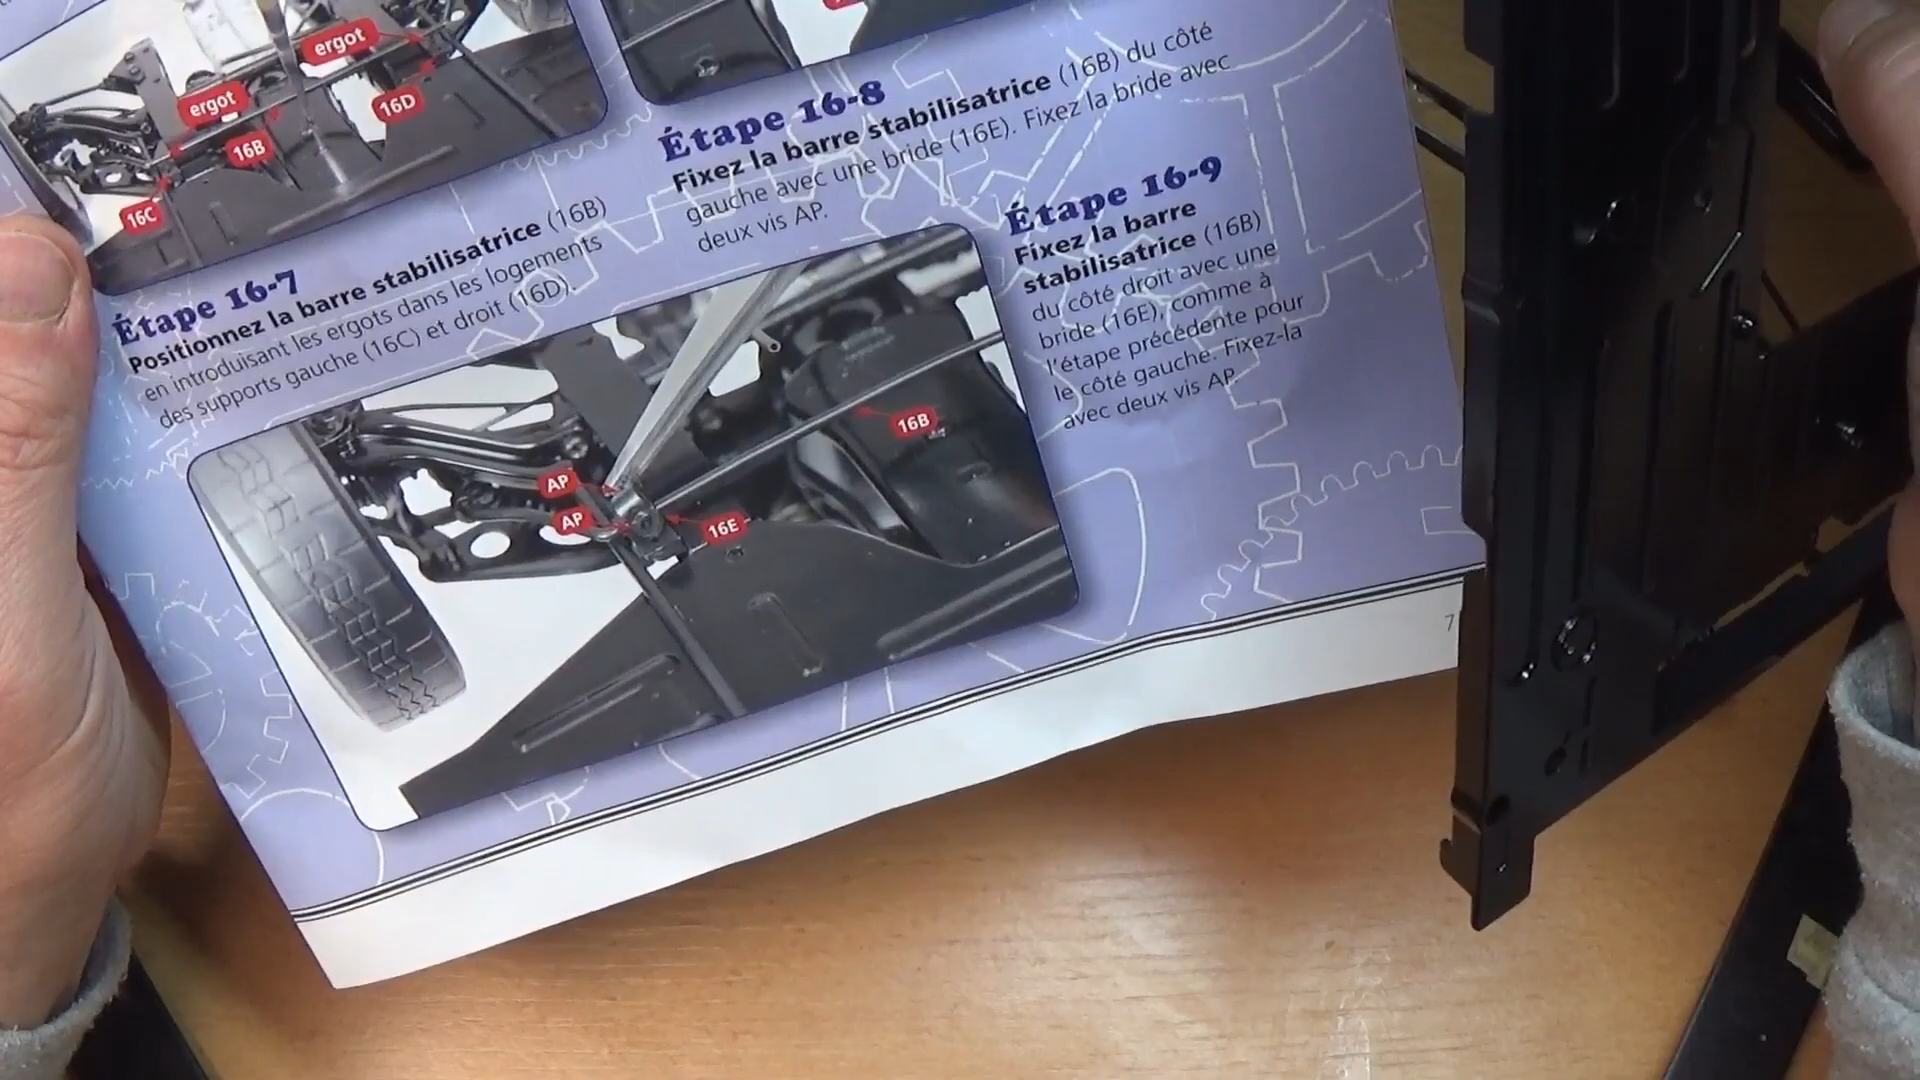 ergot
ergot
16D
16B
16C
Étape 16-7
Positionnez la barre stabilisatrice (16B)
en introduisant les ergots dans les logements
des supports gauche (16C) et droit (16D).
Étape 16-8
Fixez la barre stabilisatrice (16B) du côté
gauche avec une bride (16E). Fixez la bride avec
deux vis AP.
Étape 16-9
Fixez la barre
stabilisatrice (16B)
du côté droit avec une
bride (16E), comme à
l'étape précédente pour
le côté gauche. Fixez-la
avec deux vis AP.
16B
AP
AP
16E
7